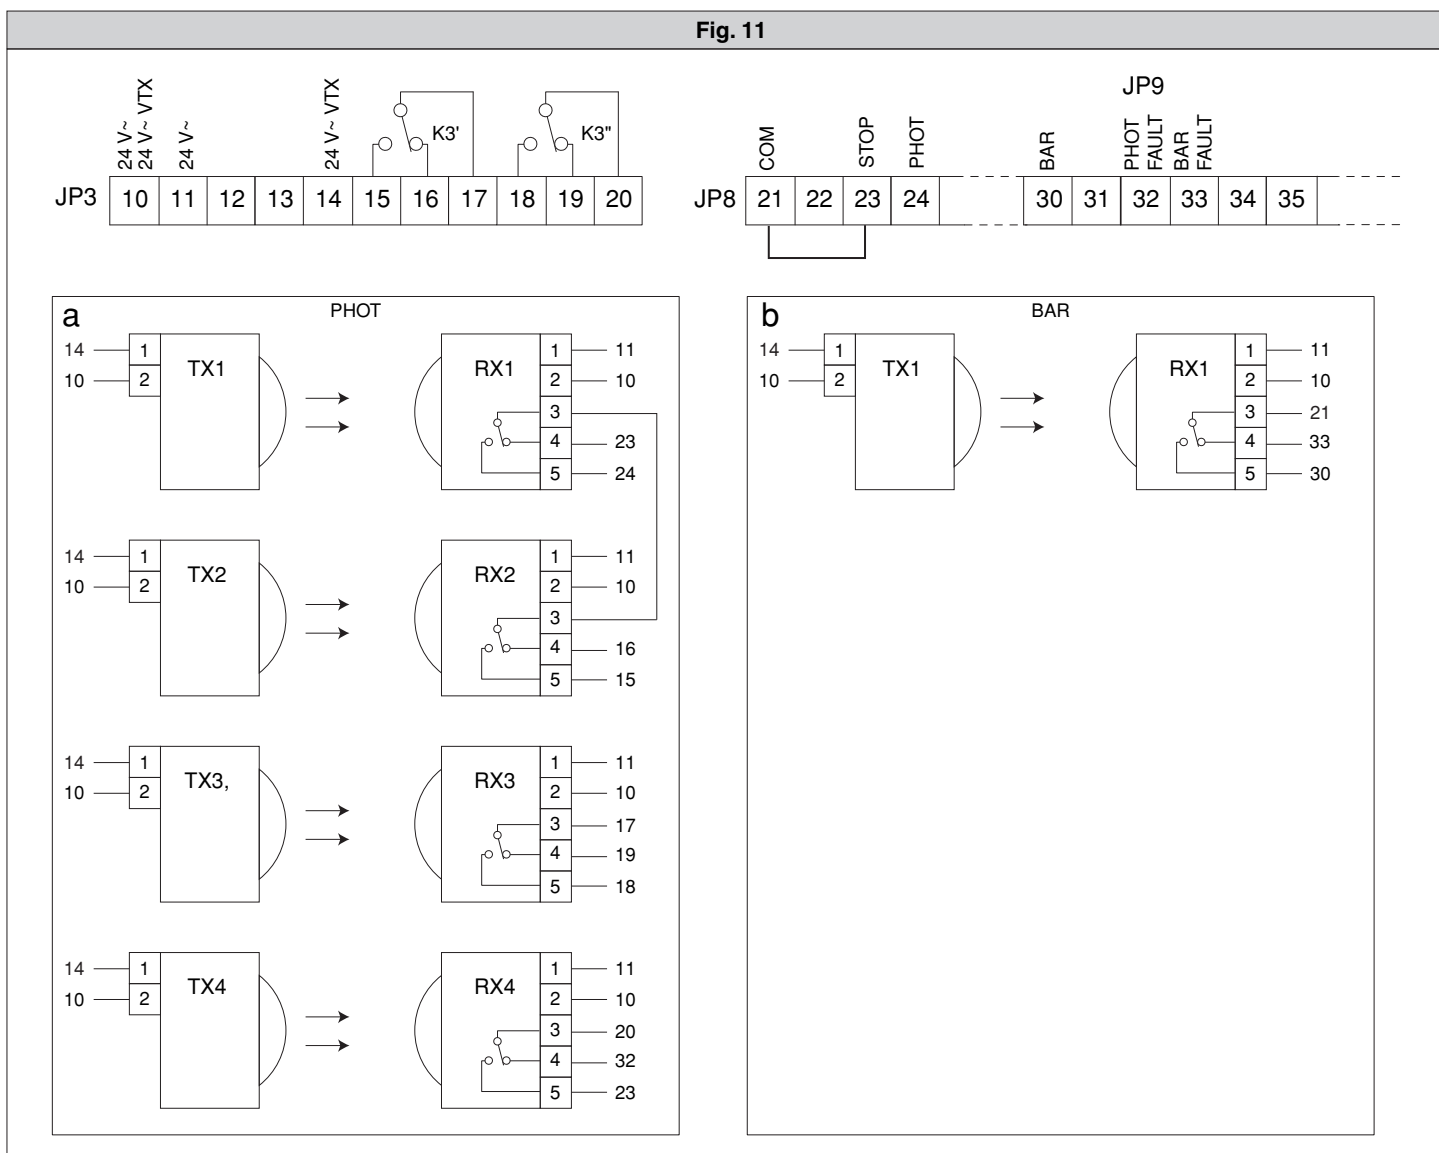 Fig. 11
24 V~
24 V~ VTX
24 V~
24 V~ VTX
K3'
K3"
JP3 10 11 12 13 14 15 16 17 18 19 20
JP9
COM
STOP
PHOT
BAR
PHOT
FAULT
BAR
FAULT
JP8 21 22 23 24 30 31 32 33 34 35
a
PHOT
14 1 TX1 RX1 1 11
10 2 2 10
3
4 23
5 24
14 1 TX2 RX2 1 11
10 2 2 10
3
4 16
5 15
14 1 TX3, RX3 1 11
10 2 2 10
3 17
4 19
5 18
14 1 TX4 RX4 1 11
10 2 2 10
3 20
4 32
5 23
b
BAR
14 1 TX1 RX1 1 11
10 2 2 10
3 21
4 33
5 30